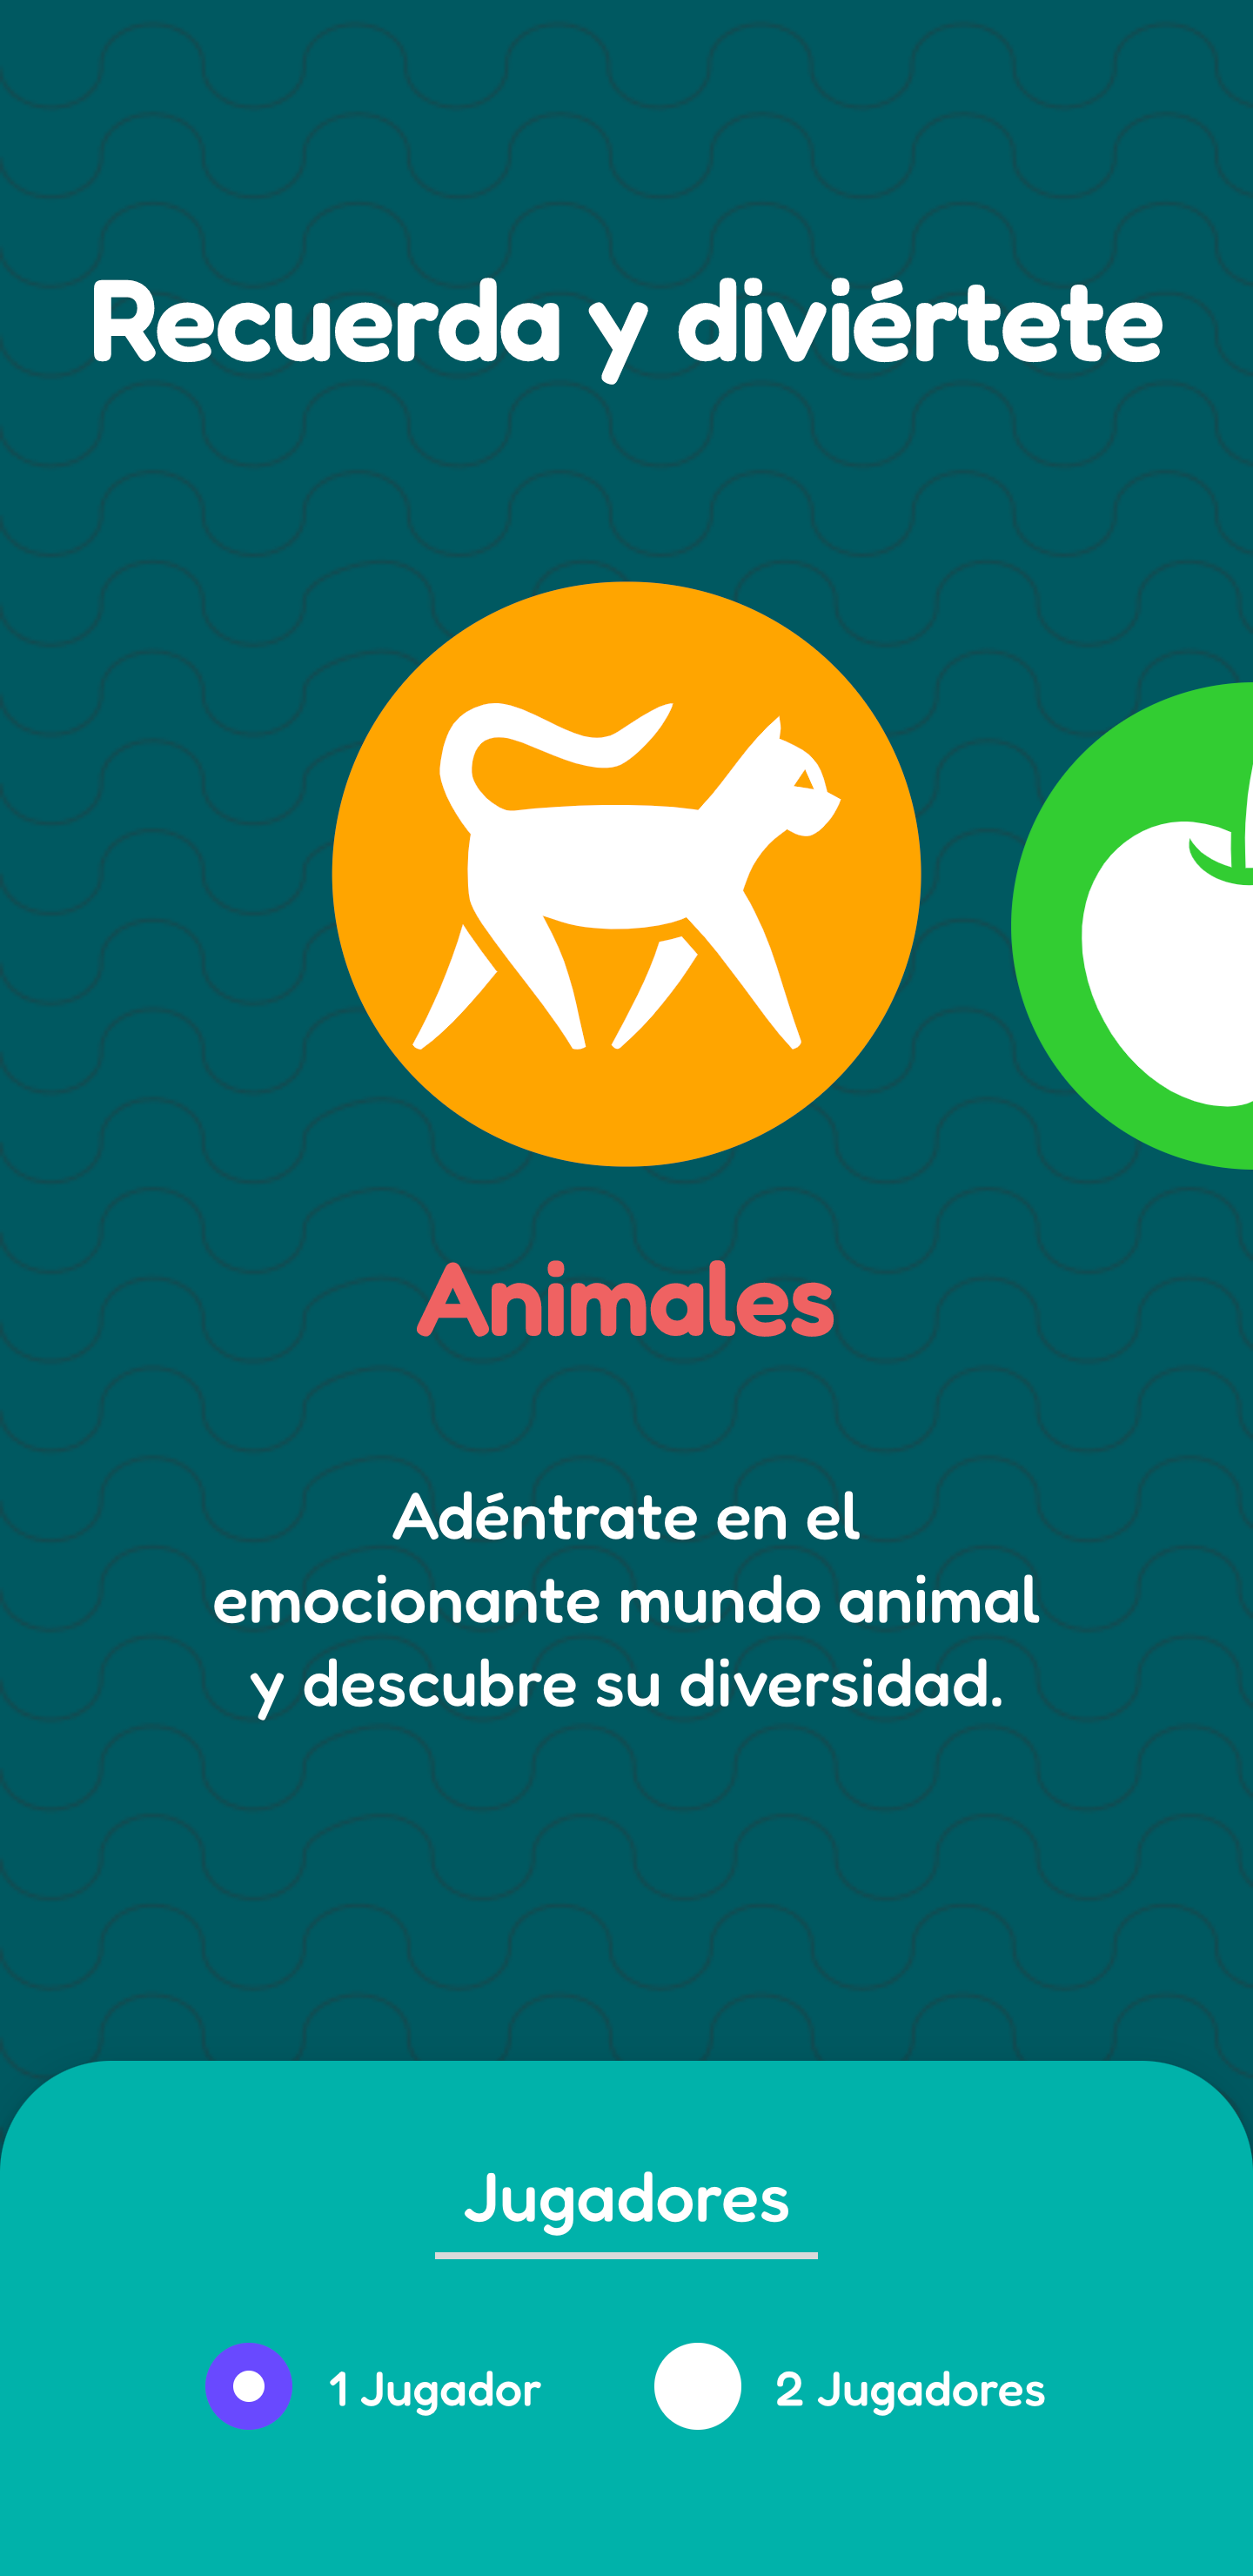 Recuerda y diviértete
Animales
Adéntrate en el
emocionante mundo animal
y descubre su diversidad.
Jugadores
1 Jugador
2 Jugadores